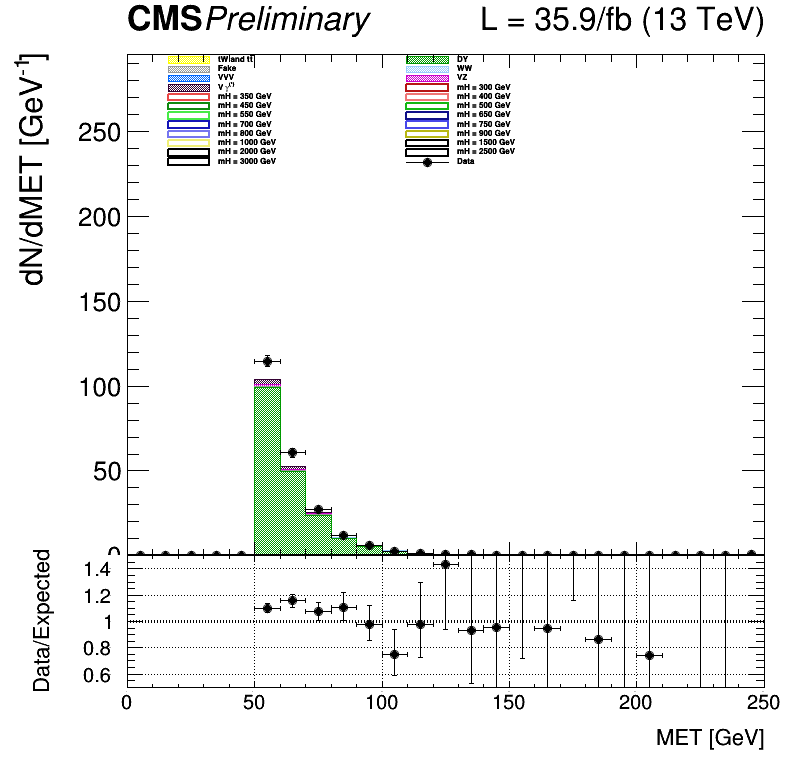 CMS Preliminary L = 35.9/fb (13 TeV)
dN/dMET [GeV⁻¹]
tW and tt̄ DY
Fake WW
VVV VZ
mH = 300 GeV
mH = 350 GeV mH = 400 GeV
mH = 450 GeV mH = 500 GeV
mH = 550 GeV mH = 650 GeV
mH = 700 GeV mH = 750 GeV
mH = 800 GeV mH = 900 GeV
mH = 1000 GeV mH = 1500 GeV
mH = 2000 GeV mH = 2500 GeV
mH = 3000 GeV Data
250
200
150
100
50
0
Data/Expected
1.4
1.2
1
0.8
0.6
0 50 100 150 200 250
MET [GeV]